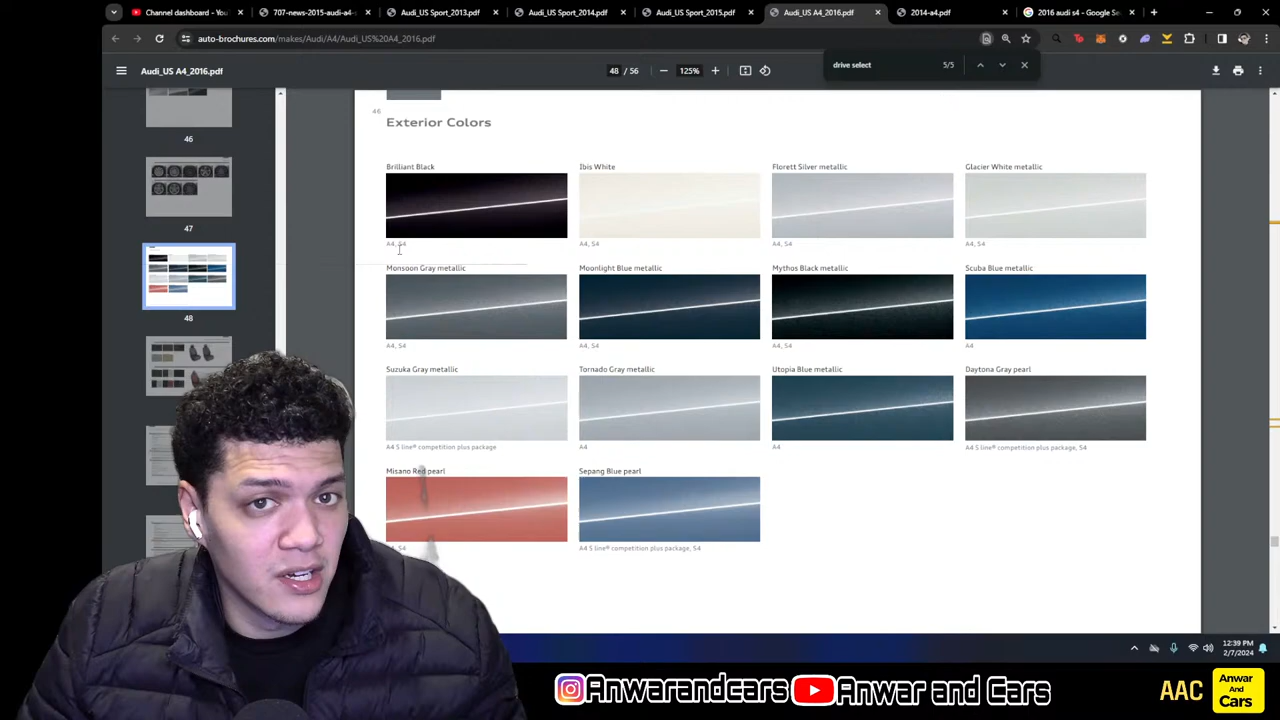 Channel dashboard - You
707-news-2015-audi-a4-
Audi_US Sport_2013.pdf
Audi_US Sport_2014.pdf
Audi_US Sport_2015.pdf
Audi_US A4_2016.pdf
2014-a4.pdf
2016 audi s4 - Google Se
auto-brochures.com/makes/Audi/A4/Audi_US%20A4_2016.pdf
Audi_US A4_2016.pdf
48 / 56
125%
drive select
5/5
46
47
48
46
Exterior Colors
Brilliant Black
Ibis White
Florett Silver metallic
Glacier White metallic
A4, S4
A4, S4
A4, S4
A4, S4
Monsoon Gray metallic
Moonlight Blue metallic
Mythos Black metallic
Scuba Blue metallic
A4, S4
A4, S4
A4, S4
A4
Suzuka Gray metallic
Tornado Gray metallic
Utopia Blue metallic
Daytona Gray pearl
A4 S line® competition plus package
A4
A4
A4 S line® competition plus package, S4
Misano Red pearl
Sepang Blue pearl
S4
A4 S line® competition plus package, S4
12:39 PM
2/7/2024
Anwarandcars
Anwar and Cars
AAC
Anwar
And
Cars